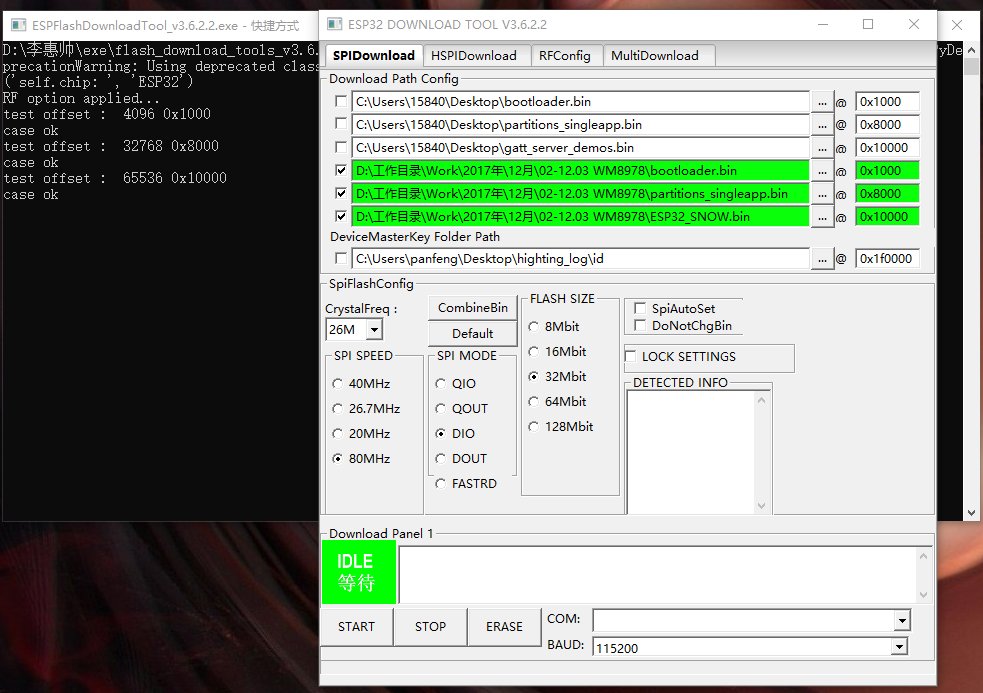 ESPFlashDownloadTool_v3.6.2.2.exe - 快捷方式
D:\李惠帅\exe\flash_download_tools_v3.6.
yDe
precationWarning: Using deprecated class
('self.chip: ', 'ESP32')
RF option applied...
test offset :  4096 0x1000
case ok
test offset :  32768 0x8000
case ok
test offset :  65536 0x10000
case ok
ESP32 DOWNLOAD TOOL V3.6.2.2
SPIDownload HSPIDownload RFConfig MultiDownload
Download Path Config
C:\Users\15840\Desktop\bootloader.bin ... @ 0x1000
C:\Users\15840\Desktop\partitions_singleapp.bin ... @ 0x8000
C:\Users\15840\Desktop\gatt_server_demos.bin ... @ 0x10000
D:\工作目录\Work\2017年\12月\02-12.03 WM8978\bootloader.bin ... @ 0x1000
D:\工作目录\Work\2017年\12月\02-12.03 WM8978\partitions_singleapp.bin ... @ 0x8000
D:\工作目录\Work\2017年\12月\02-12.03 WM8978\ESP32_SNOW.bin ... @ 0x10000
DeviceMasterKey Folder Path
C:\Users\panfeng\Desktop\highting_log\id ... @ 0x1f0000
SpiFlashConfig
CrystalFreq :
26M
CombineBin
Default
SPI SPEED
40MHz
26.7MHz
20MHz
80MHz
SPI MODE
QIO
QOUT
DIO
DOUT
FASTRD
FLASH SIZE
8Mbit
16Mbit
32Mbit
64Mbit
128Mbit
SpiAutoSet
DoNotChgBin
LOCK SETTINGS
DETECTED INFO
Download Panel 1
IDLE
等待
START STOP ERASE
COM:
BAUD: 115200